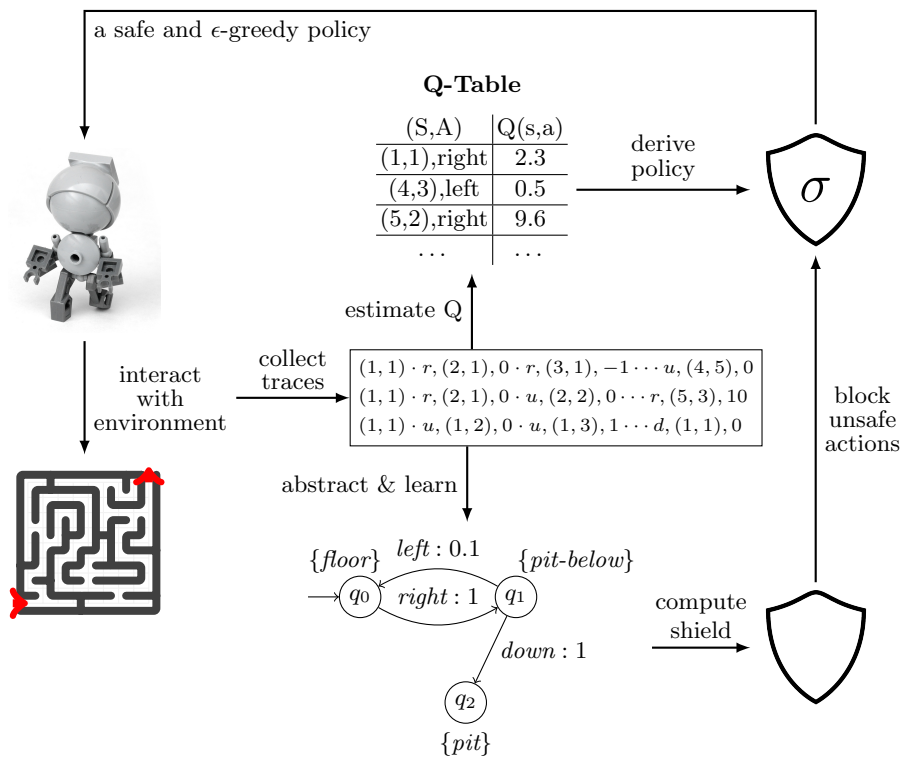 a safe and ϵ-greedy policy
Q-Table
(S,A) Q(s,a)
(1,1),right 2.3
(4,3),left 0.5
(5,2),right 9.6
... ...
derive
policy
σ
estimate Q
interact
with
environment
collect
traces
(1, 1) · r, (2, 1), 0 · r, (3, 1), −1 ··· u, (4, 5), 0
(1, 1) · r, (2, 1), 0 · u, (2, 2), 0 ··· r, (5, 3), 10
(1, 1) · u, (1, 2), 0 · u, (1, 3), 1 ··· d, (1, 1), 0
block
unsafe
actions
abstract & learn
{floor} left : 0.1 {pit-below}
q0 right : 1 q1
down : 1
q2
{pit}
compute
shield